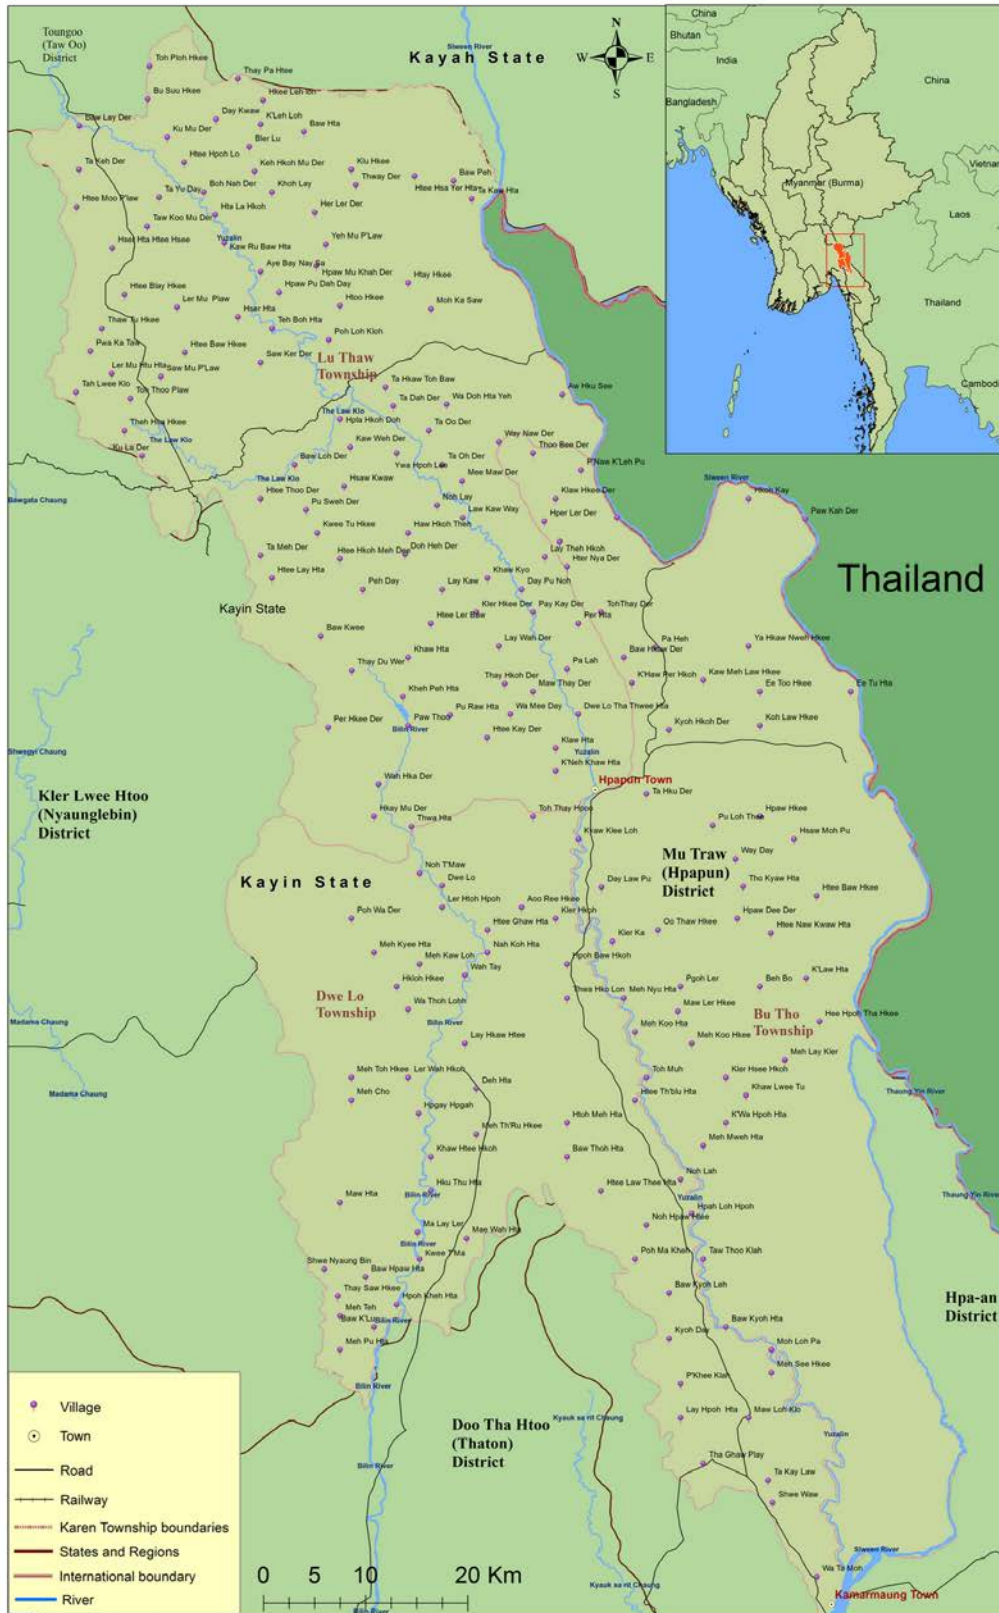 Toungoo
(Taw Oo)
District
Kayah State
Slween River
N
W
E
S
China
Bhutan
India
China
Bangladesh
Vietnam
Myanmar (Burma)
Laos
Thailand
Cambodia
Toh Ploh Hkee
Thay Pa Htee
Bu Suu Hkee
Hkee Leh Ioh
Day Kwaw
K'Leh Loh
Baw Lay Der
Baw Hta
Ku Mu Der
Bler Lu
Htee Hpoh Lo
Ta Keh Der
Keh Hkoh Mu Der
Klu Hkee
Thway Der
Baw Peh
Htee Hsa Yer Hta
Ta Kaw Hta
Boh Neh Der
Ta Yu Day
Khoh Lay
Htee Moo P'law
Hta La Hkoh
Her Ler Der
Taw Koo Mu Der
Yuzalin
Yeh Mu P'Law
Hser Hta Htee Hsee
Kaw Ru Baw Hta
Aye Bay Nay Sa
Hpaw Mu Khah Der
Htay Hkee
Htee Blay Hkee
Hpaw Pu Dah Day
Ler Mu Plaw
Htoo Hkee
Moh Ka Saw
Hser Hta
Thaw Tu Hkee
Teh Boh Hta
Poh Loh Kloh
Pwa Ka Taw
Htee Baw Hkee
Saw Ker Der
Lu Thaw
Township
Ler Mu Htu Hta
Saw Mu P'Law
Tah Lwee Klo
Toh Thoo Plaw
Ta Hkaw Toh Baw
Aw Hku See
Ta Dah Der
Wa Doh Hta Yeh
The Law Klo
Hpla Hkoh Doh
Ta Oo Der
Theh Hta Hkee
The Law Klo
Kaw Weh Der
Way Naw Der
Thoo Bee Der
Ku La Der
Baw Loh Der
Ywa Hpoh Lee
Ta Oh Der
P'Naw K'Leh Pu
The Law Klo
Mee Maw Der
Slween River
Htee Thoo Der
Hsaw Kwaw
Klaw Hkee Der
Hkoh Kay
Bawgata Chaung
Pu Sweh Der
Noh Lay
Law Kaw Way
Hper Ler Der
Paw Kah Der
Kwee Tu Hkee
Haw Hkoh Theh
Ta Meh Der
Htee Hkoh Meh Der
Doh Heh Der
Lay Theh Hkoh
Hter Nya Der
Htee Lay Hta
Peh Day
Lay Kaw
Khaw Kyo
Day Pu Noh
Thailand
Kayin State
Kler Hkee Der
Pay Kay Der
TohThay Der
Htee Ler Baw
Per Hta
Baw Kwee
Lay Wah Der
Pa Heh
Ya Hkaw Nweh Hkee
Khaw Hta
Baw Hklaw Der
Thay Du Wer
Pa Lah
Thay Hkoh Der
Maw Thay Der
K'Haw Per Hkoh
Kaw Meh Law Hkee
Ee Too Hkee
Ee Tu Hta
Kheh Peh Hta
Pu Raw Hta
Wa Mee Day
Dwe Lo Tha Thwee Hta
Per Hkee Der
Paw Thoo
Bilin River
Kyoh Hkoh Der
Koh Law Hkee
Htee Kay Der
Klaw Hta
Yuzalin
Shwegyi Chaung
K'Neh Khaw Hta
Wah Hka Der
Hpapun Town
Kler Lwee Htoo
(Nyaunglebin)
District
Ta Hku Der
Hkay Mu Der
Thwa Hta
Toh Thay Hpoo
Hpaw Hkee
Pu Loh Theh
Kyaw Klee Loh
Hsaw Moh Pu
Mu Traw
(Hpapun)
District
Way Day
Kayin State
Noh T'Maw
Dwe Lo
Day Law Pu
Tho Kyaw Hta
Htee Baw Hkee
Ler Htoh Hpoh
Aoo Ree Hkee
Poh Wa Der
Htee Ghaw Hta
Kler Hkoh
Oo Thaw Hkee
Hpaw Dee Der
Htee Naw Kwaw Hta
Kler Ka
Meh Kyee Hta
Meh Kaw Loh
Nah Koh Hta
Hpoh Baw Hkoh
Hkloh Hkee
Wah Tay
Pgoh Ler
Beh Bo
K'Law Hta
Dwe Lo
Township
Wa Thoh Lohh
Thwa Hko Lon
Meh Nyu Hta
Maw Ler Hkee
Bu Tho
Township
Hee Hpoh Tha Hkee
Madama Chaung
Bilin River
Lay Hkaw Htee
Meh Koo Hta
Meh Koo Hkee
Meh Lay Kler
Meh Toh Hkee
Ler Wah Hkoh
Deh Hta
Toh Muh
Kler Hsee Hkoh
Madama Chaung
Meh Cho
Htee Th'blu Hta
Khaw Lwee Tu
Thaung Yin River
Hpgay Hpgah
Htoh Meh Hta
K'Wa Hpoh Hta
Meh Th'Ru Hkee
Meh Mweh Hta
Khaw Htee Hkoh
Baw Thoh Hta
Noh Lah
Hku Thu Hta
Bilin River
Htee Law Thee Hta
Yuzalin
Thaung Yin River
Maw Hta
Hpah Loh Hpoh
Noh Hpaw Htee
Ma Lay Ler
Mae Wah Hta
Bilin River
Kwee T'Ma
Poh Ma Khah
Taw Thoo Klah
Shwe Nyaung Bin
Baw Hpaw Hta
Thay Saw Hkee
Hpoh Kheh Hta
Baw Kyoh Leh
Hpa-an
District
Meh Teh
Baw K'Lu
Bilin River
Baw Kyoh Hta
Kyoh Day
Meh Pu Hta
Moh Loh Pa
Meh See Hkee
Bilin River
P'Khee Klah
Village
Kyauk sa rit Chaung
Lay Hpoh Hta
Maw Loh Klo
Doo Tha Htoo
(Thaton)
District
Town
Yuzalin
Tha Ghaw Play
Road
Bilin River
Ta Kay Law
Railway
Shwe Waw
Karen Township boundaries
States and Regions
Slween River
International boundary
0 5 10 20 Km
Wa Ta Moh
Kyauk sa rit Chaung
River
Kamarmaung Town
Bilin River